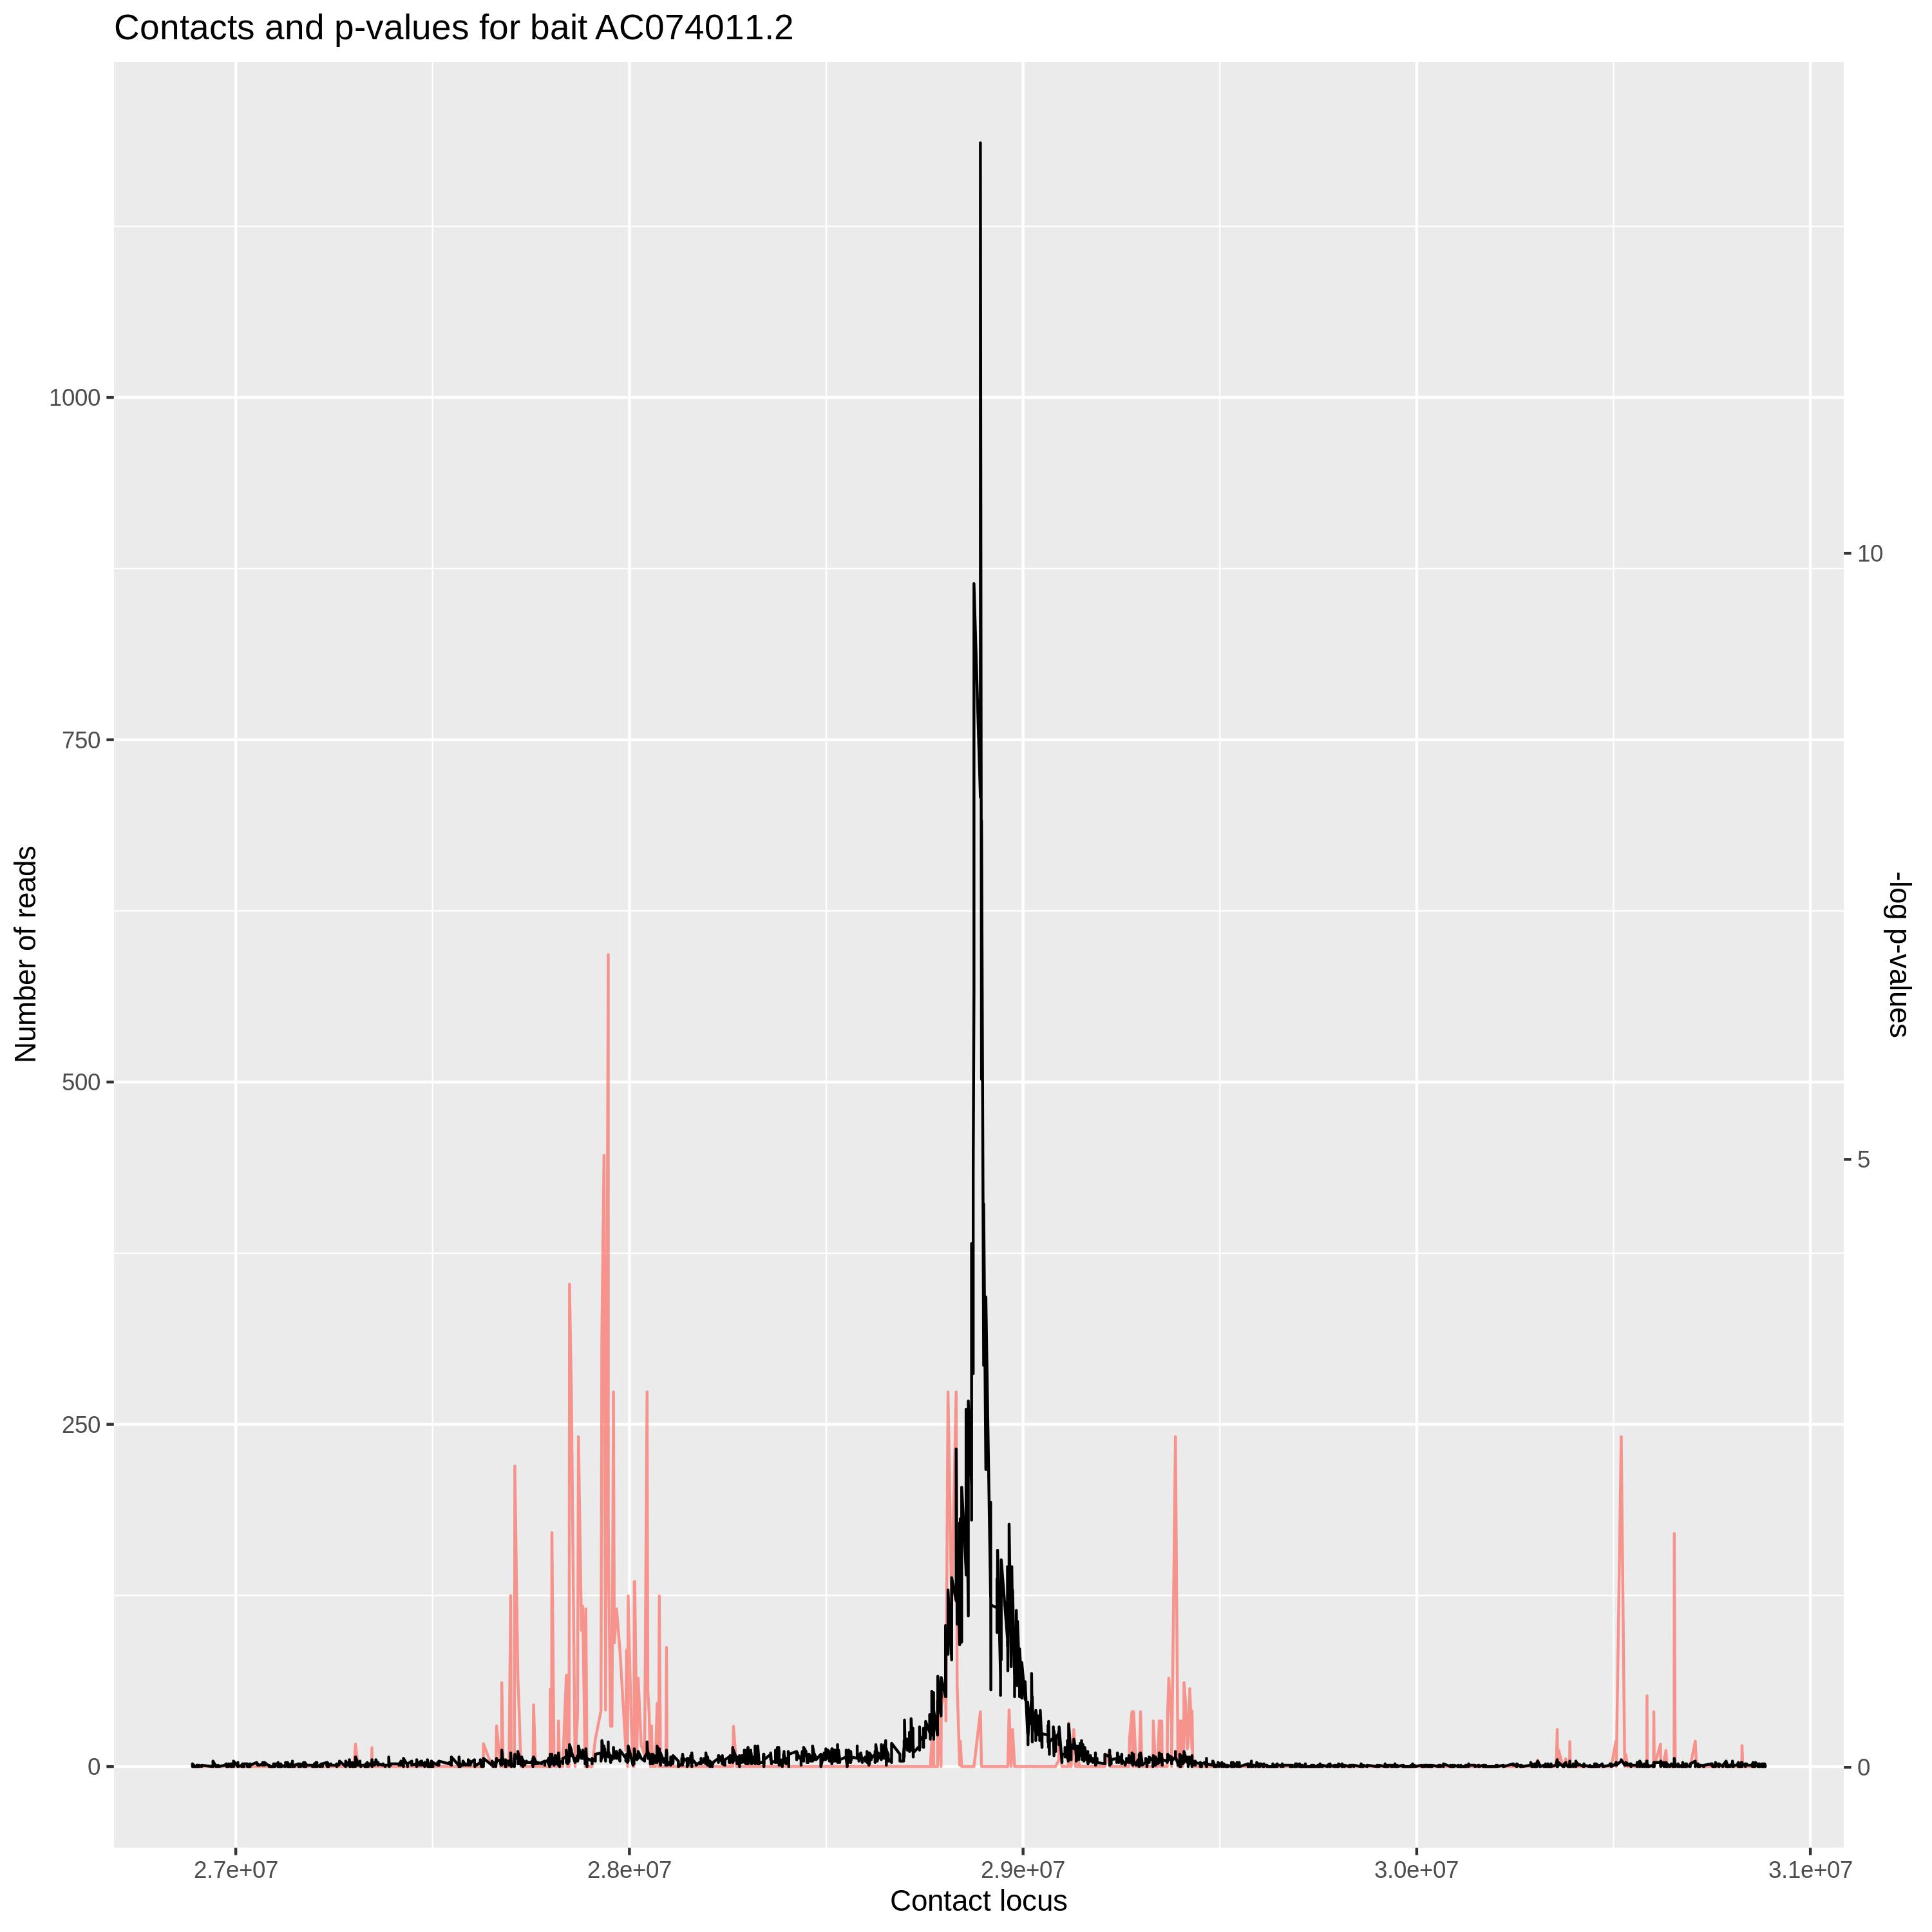 Contacts and p-values for bait AC074011.2
1000
750
500
250
0
Number of reads
10
5
0
-log p-values
2.7e+07
2.8e+07
2.9e+07
3.0e+07
3.1e+07
Contact locus